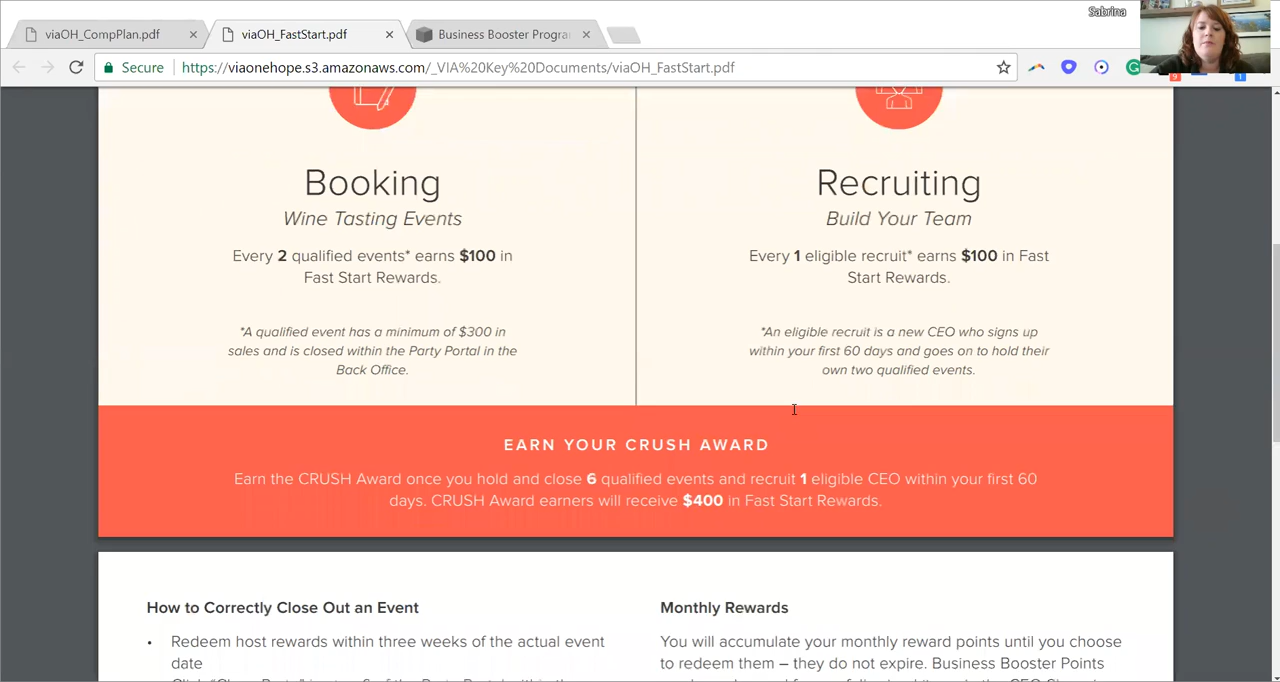 Sabrina
viaOH_CompPlan.pdf
viaOH_FastStart.pdf
Business Booster Progra
Secure
https://viaonehope.s3.amazonaws.com/_VIA%20Key%20Documents/viaOH_FastStart.pdf
Booking
Wine Tasting Events
Every 2 qualified events* earns $100 in
Fast Start Rewards.
*A qualified event has a minimum of $300 in
sales and is closed within the Party Portal in the
Back Office.
Recruiting
Build Your Team
Every 1 eligible recruit* earns $100 in Fast
Start Rewards.
*An eligible recruit is a new CEO who signs up
within your first 60 days and goes on to hold their
own two qualified events.
EARN YOUR CRUSH AWARD
Earn the CRUSH Award once you hold and close 6 qualified events and recruit 1 eligible CEO within your first 60
days. CRUSH Award earners will receive $400 in Fast Start Rewards.
How to Correctly Close Out an Event
• Redeem host rewards within three weeks of the actual event
date
Monthly Rewards
You will accumulate your monthly reward points until you choose
to redeem them – they do not expire. Business Booster Points